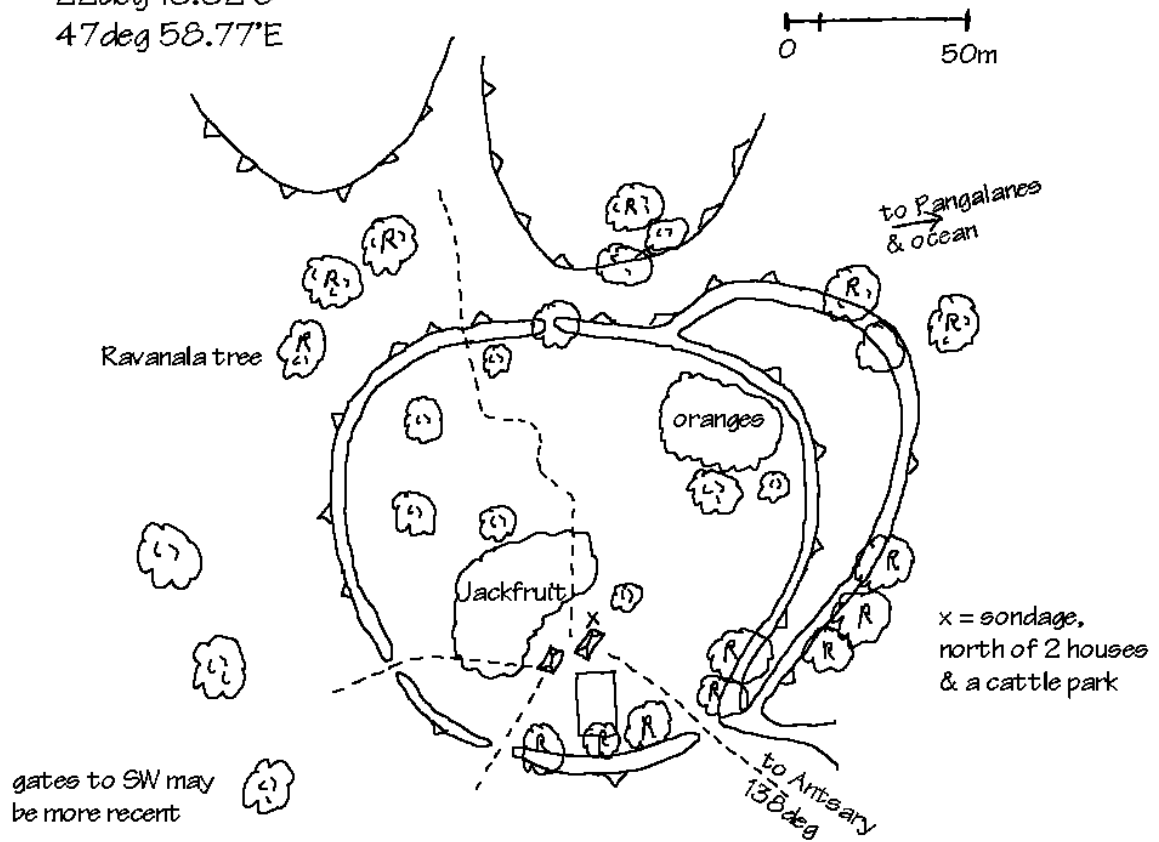 47deg 58.77'E
0 50m
to Pangalanes
& ocean
(R)
(R)
(R)
R
R
R
Ravanala tree
oranges
Jackfruit
x
R
R
R
R
R
R
R
R
x = sondage,
north of 2 houses
& a cattle park
to Antsary
138deg
gates to SW may
be more recent